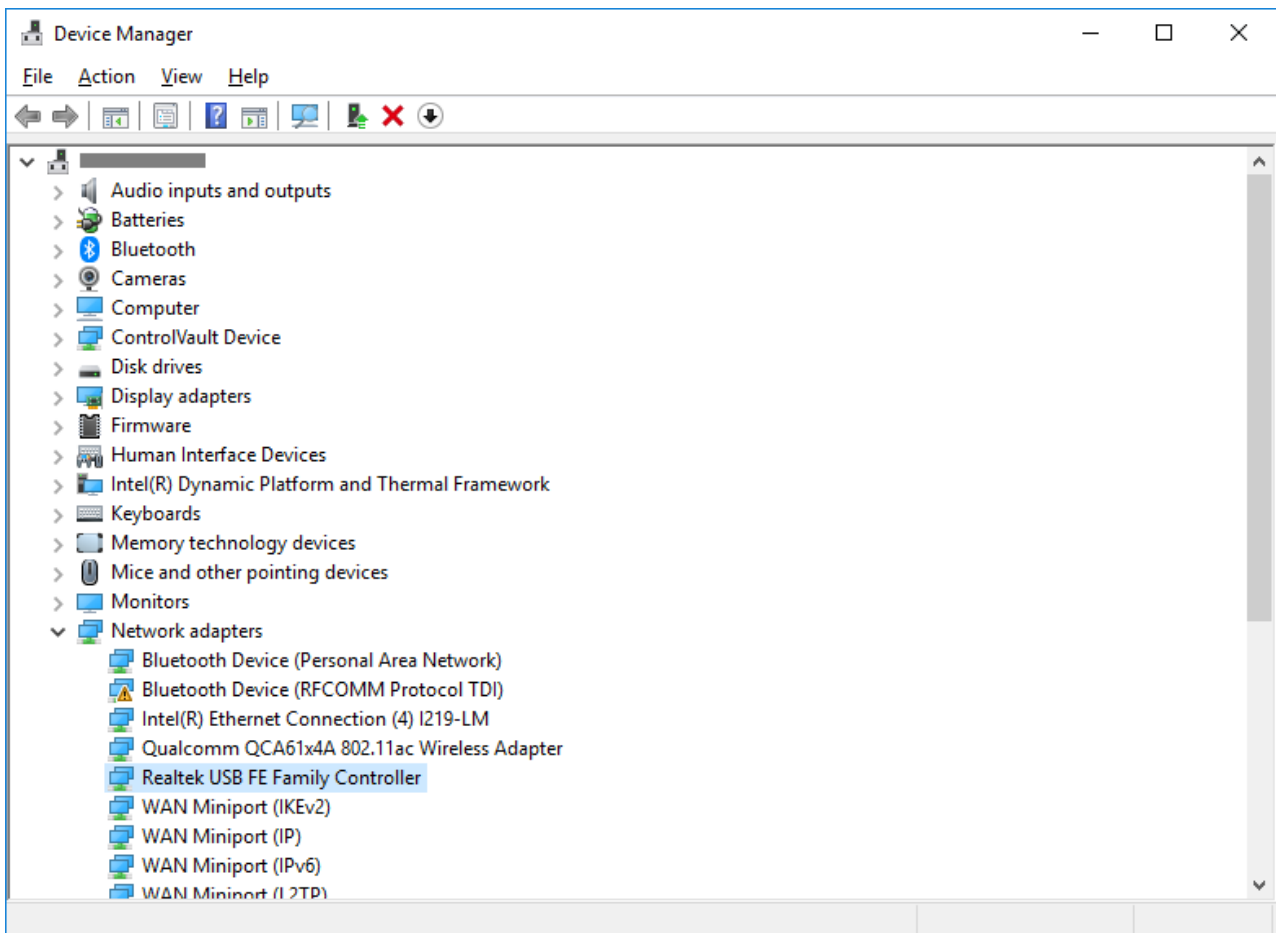 Device Manager
File Action View Help
Audio inputs and outputs
Batteries
Bluetooth
Cameras
Computer
ControlVault Device
Disk drives
Display adapters
Firmware
Human Interface Devices
Intel(R) Dynamic Platform and Thermal Framework
Keyboards
Memory technology devices
Mice and other pointing devices
Monitors
Network adapters
Bluetooth Device (Personal Area Network)
Bluetooth Device (RFCOMM Protocol TDI)
Intel(R) Ethernet Connection (4) I219-LM
Qualcomm QCA61x4A 802.11ac Wireless Adapter
Realtek USB FE Family Controller
WAN Miniport (IKEv2)
WAN Miniport (IP)
WAN Miniport (IPv6)
WAN Miniport (L2TP)